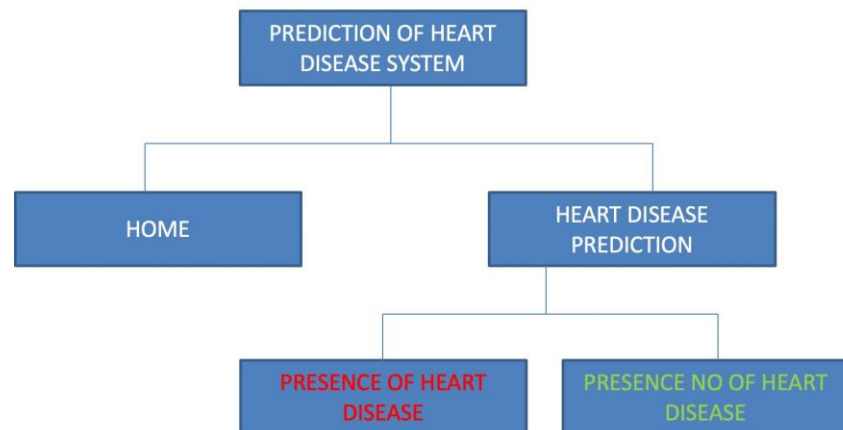 PREDICTION OF HEART
DISEASE SYSTEM
HOME
HEART DISEASE
PREDICTION
PRESENCE OF HEART
DISEASE
PRESENCE NO OF HEART
DISEASE